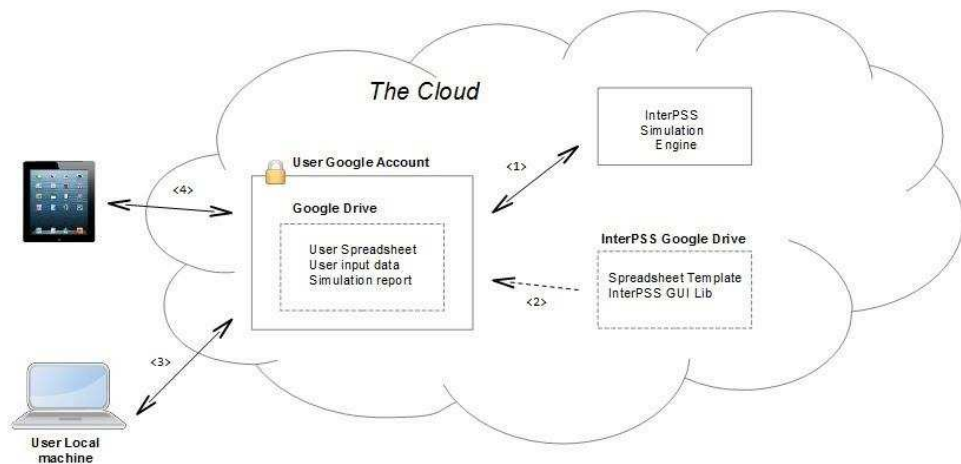 The Cloud
InterPSS
Simulation
Engine
User Google Account
<1>
<4>
Google Drive
User Spreadsheet
User input data
Simulation report
InterPSS Google Drive
Spreadsheet Template
InterPSS GUI Lib
<2>
<3>
User Local
machine